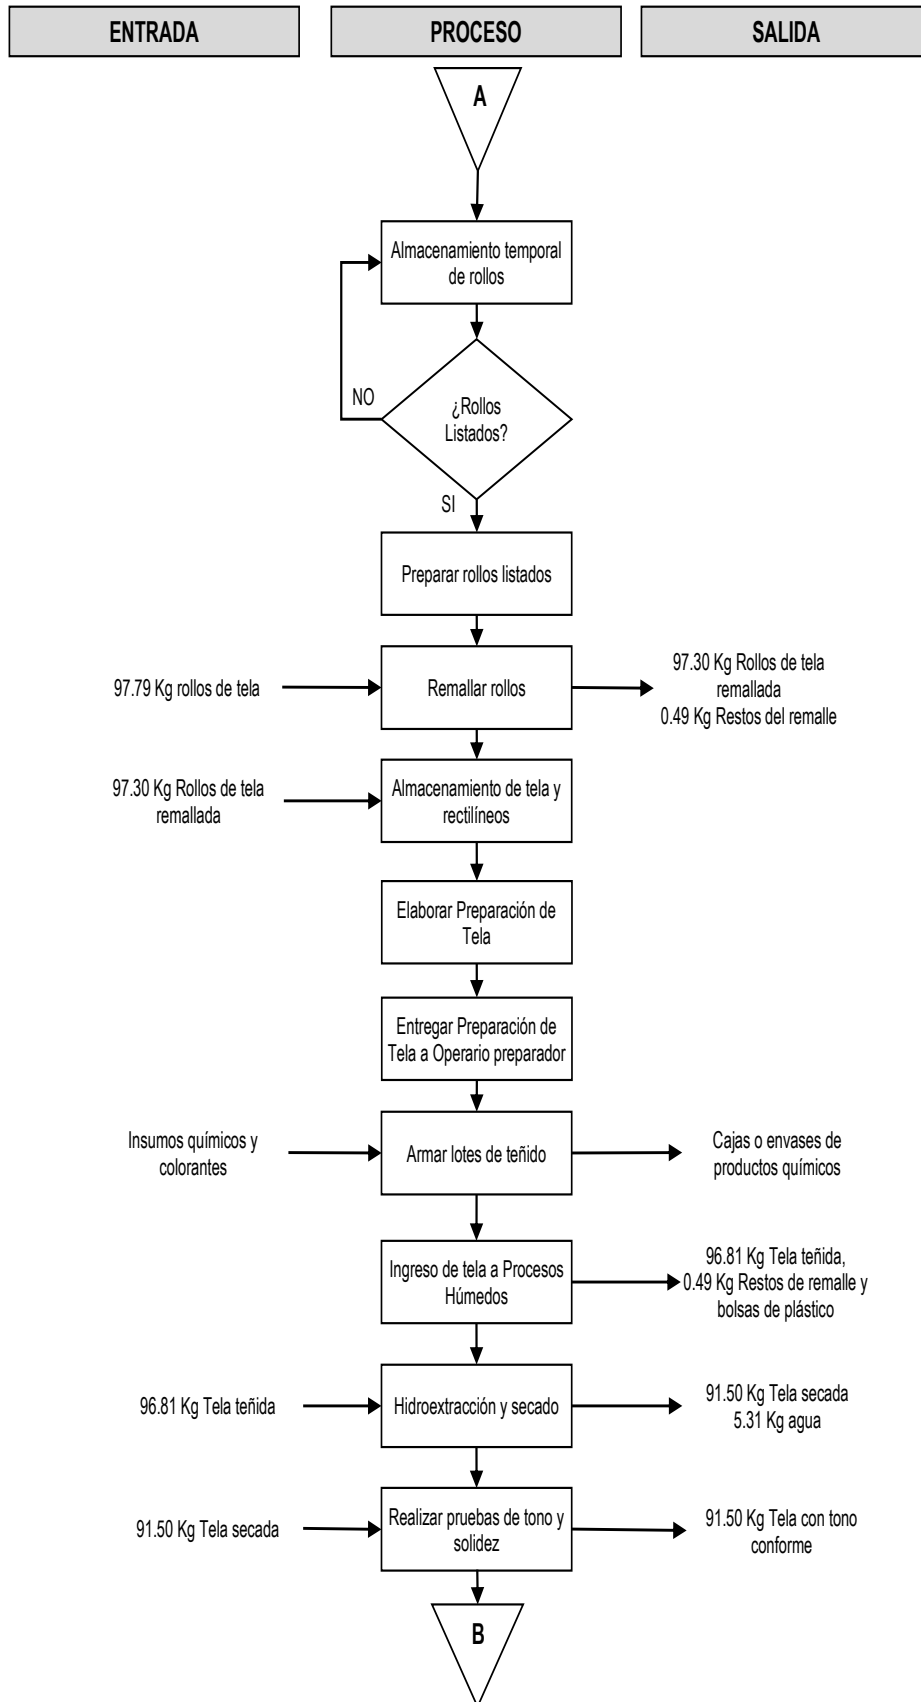 ENTRADA
PROCESO
SALIDA
A
Almacenamiento temporal
de rollos
NO
¿Rollos
Listados?
SI
Preparar rollos listados
97.79 Kg rollos de tela
Remallar rollos
97.30 Kg Rollos de tela
remallada
0.49 Kg Restos del remalle
97.30 Kg Rollos de tela
remallada
Almacenamiento de tela y
rectilíneos
Elaborar Preparación de
Tela
Entregar Preparación de
Tela a Operario preparador
Insumos químicos y
colorantes
Armar lotes de teñido
Cajas o envases de
productos químicos
Ingreso de tela a Procesos
Húmedos
96.81 Kg Tela teñida,
0.49 Kg Restos de remalle y
bolsas de plástico
96.81 Kg Tela teñida
Hidroextracción y secado
91.50 Kg Tela secada
5.31 Kg agua
91.50 Kg Tela secada
Realizar pruebas de tono y
solidez
91.50 Kg Tela con tono
conforme
B